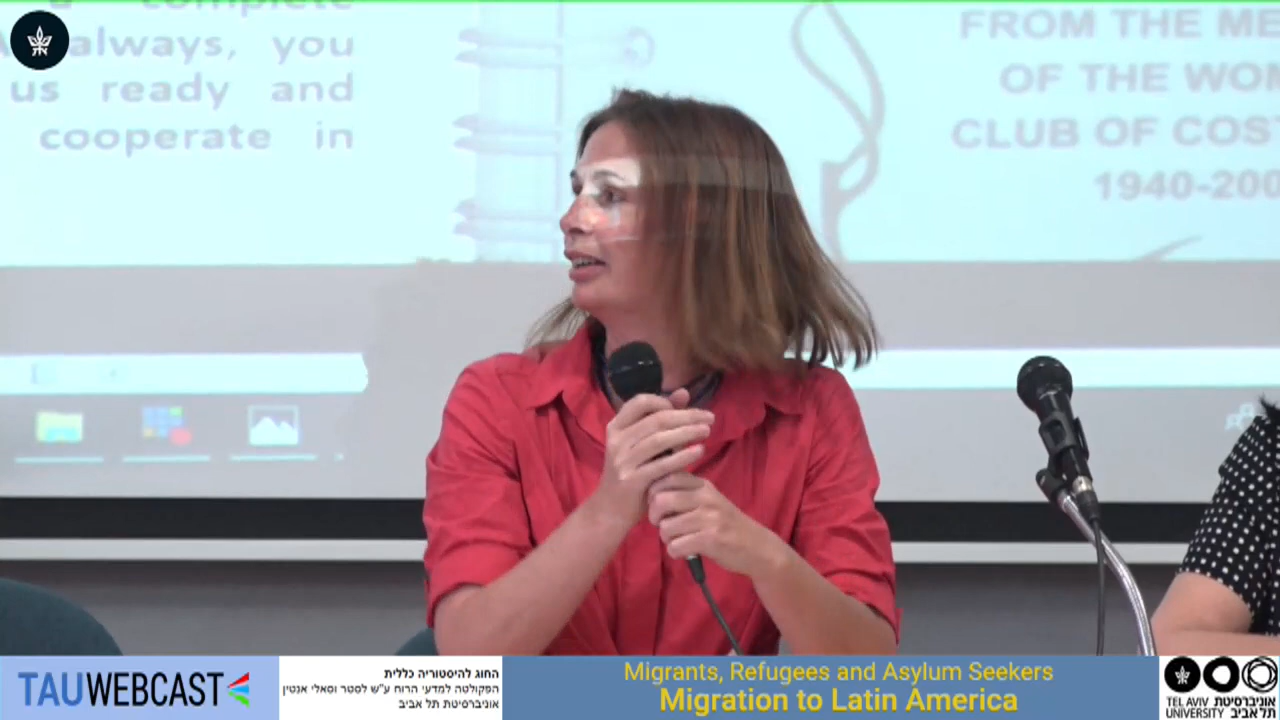 a complete
always, you
us ready and
cooperate in
FROM THE ME
OF THE WOM
CLUB OF COS
1940-200
TAUWEBCAST
החוג להיסטוריה כללית
הפקולטה למדעי הרוח ע"ש לסטר וסאלי אנטין
אוניברסיטת תל אביב
Migrants, Refugees and Asylum Seekers
Migration to Latin America
TEL AVIV אוניברסיטת
UNIVERSITY תל אביב